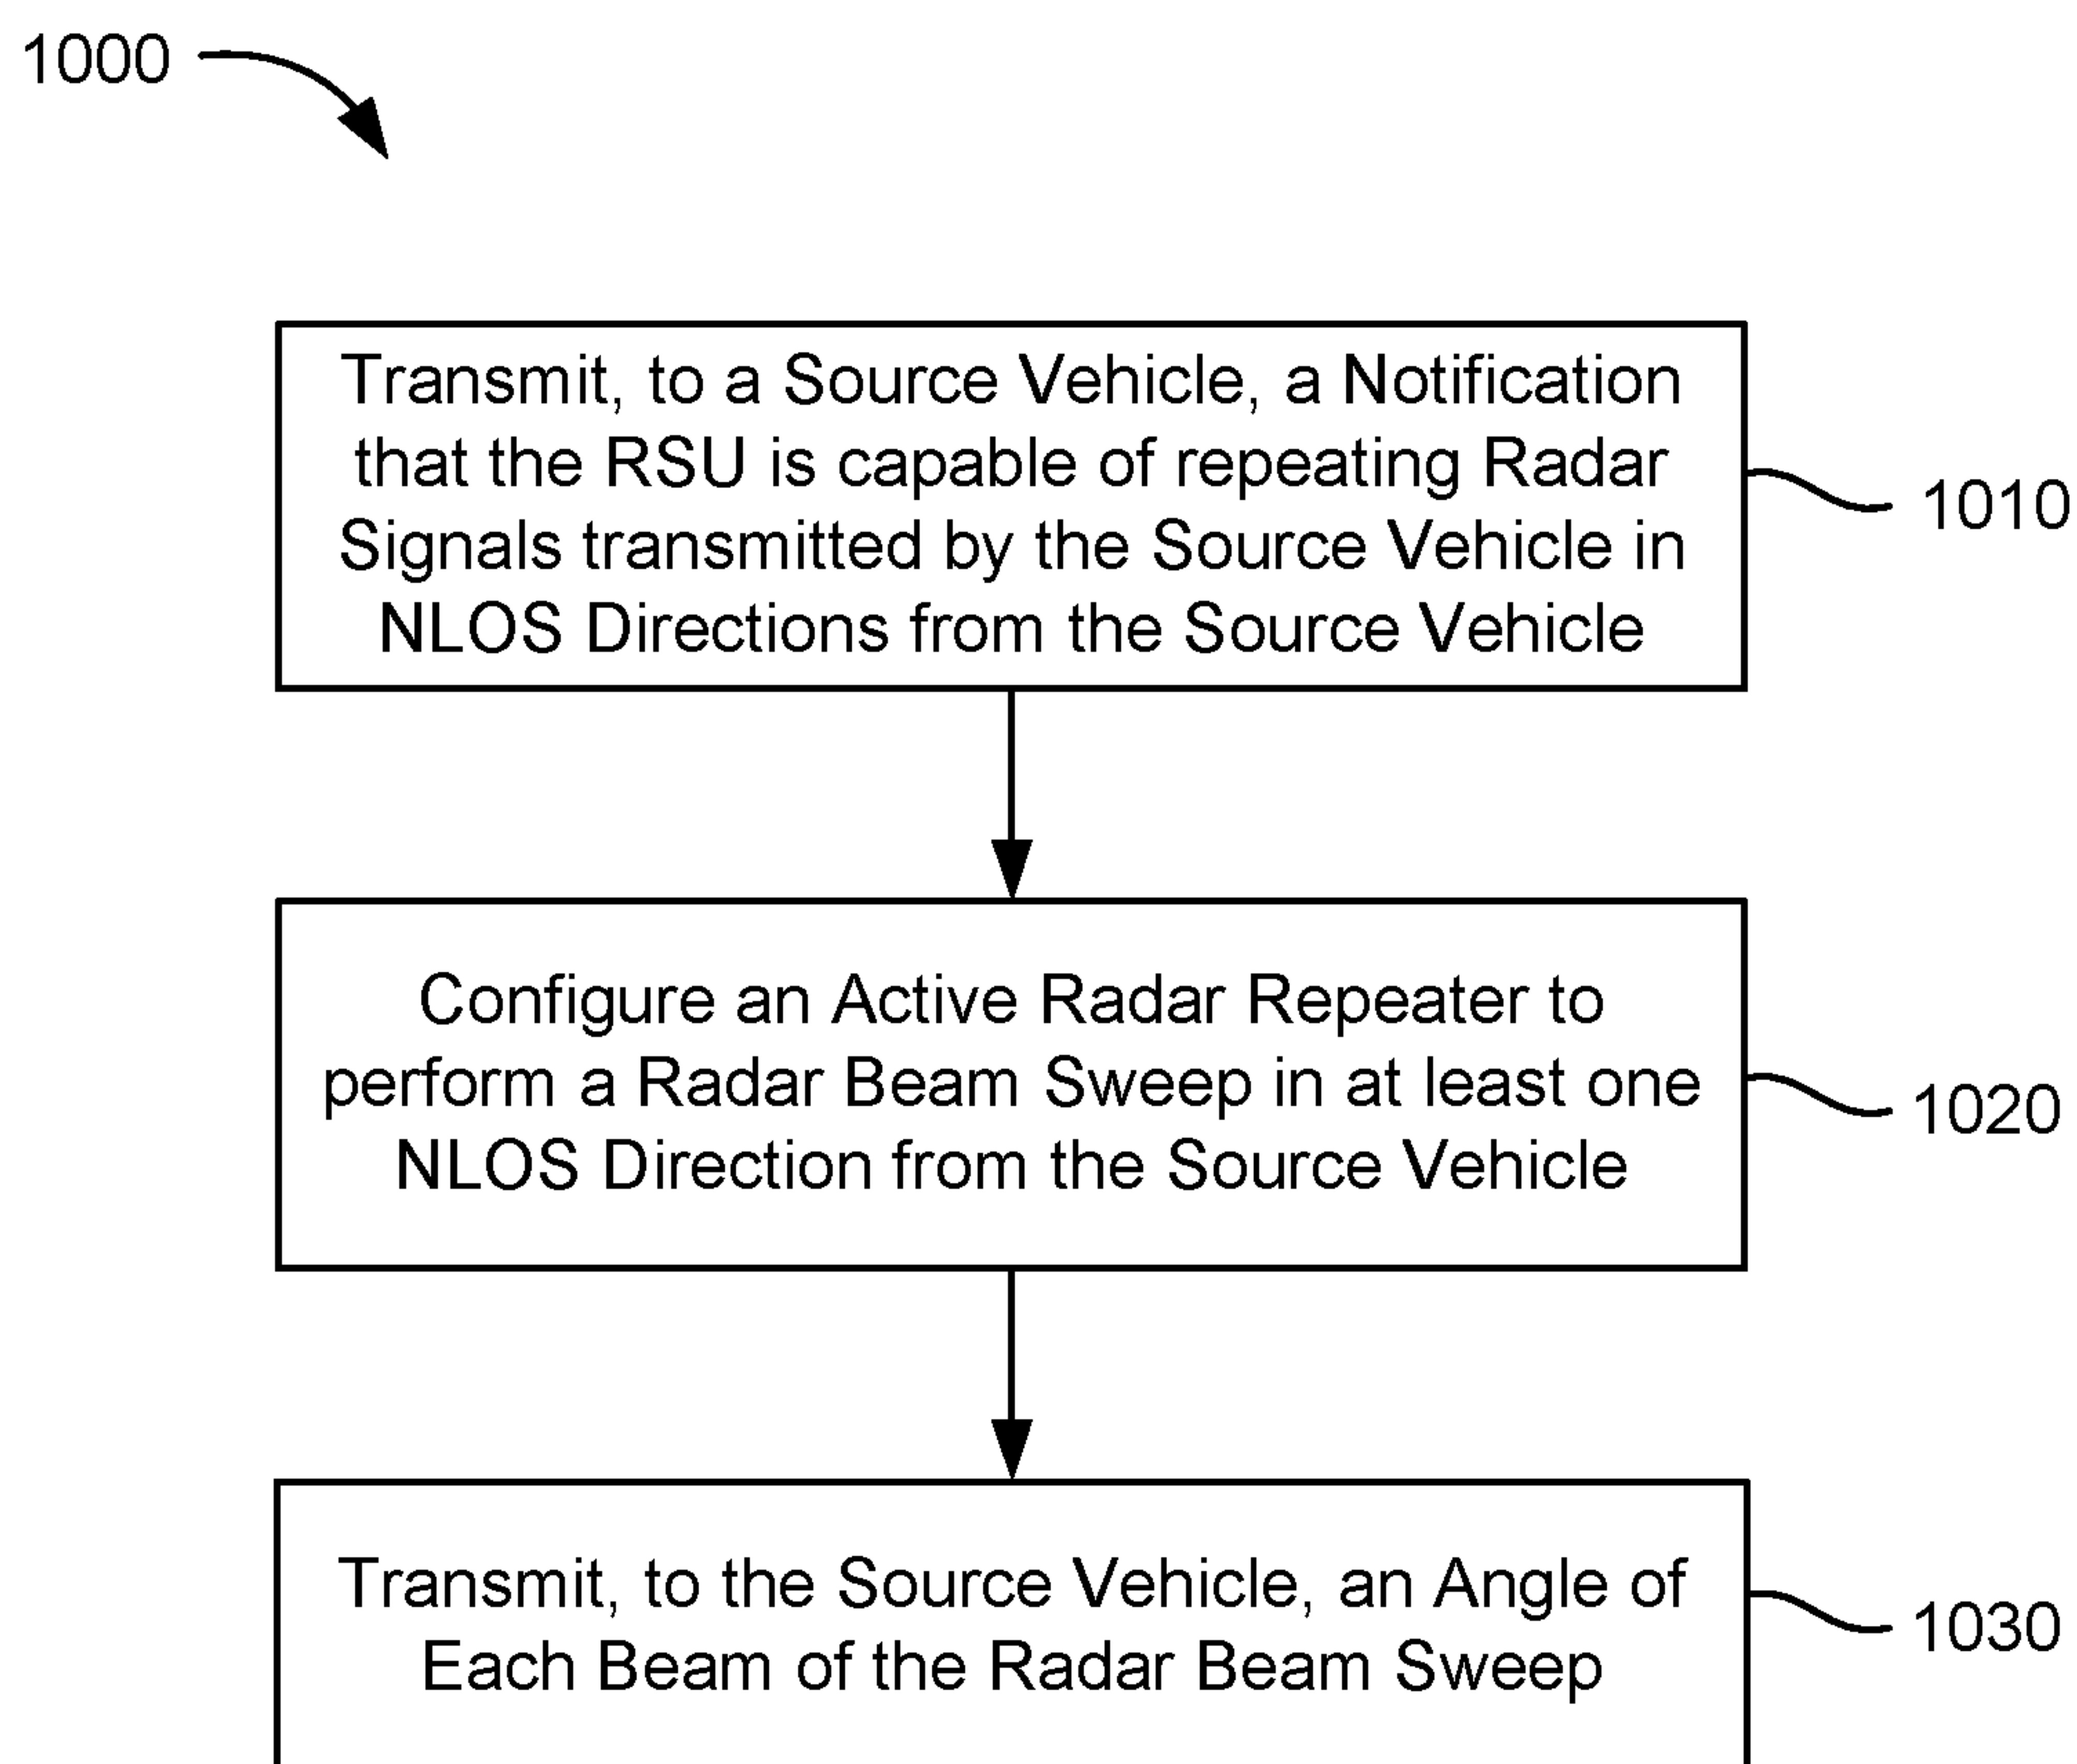 1000
Transmit, to a Source Vehicle, a Notification
that the RSU is capable of repeating Radar
Signals transmitted by the Source Vehicle in
NLOS Directions from the Source Vehicle
1010
Configure an Active Radar Repeater to
perform a Radar Beam Sweep in at least one
NLOS Direction from the Source Vehicle
1020
Transmit, to the Source Vehicle, an Angle of
Each Beam of the Radar Beam Sweep
1030